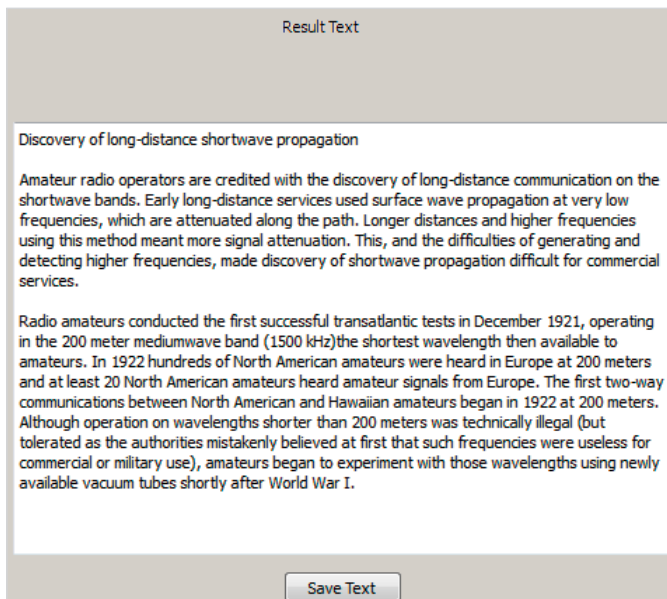 Result Text
Discovery of long-distance shortwave propagation
Amateur radio operators are credited with the discovery of long-distance communication on the
shortwave bands. Early long-distance services used surface wave propagation at very low
frequencies, which are attenuated along the path. Longer distances and higher frequencies
using this method meant more signal attenuation. This, and the difficulties of generating and
detecting higher frequencies, made discovery of shortwave propagation difficult for commercial
services.
Radio amateurs conducted the first successful transatlantic tests in December 1921, operating
in the 200 meter mediumwave band (1500 kHz)the shortest wavelength then available to
amateurs. In 1922 hundreds of North American amateurs were heard in Europe at 200 meters
and at least 20 North American amateurs heard amateur signals from Europe. The first two-way
communications between North American and Hawaiian amateurs began in 1922 at 200 meters.
Although operation on wavelengths shorter than 200 meters was technically illegal (but
tolerated as the authorities mistakenly believed at first that such frequencies were useless for
commercial or military use), amateurs began to experiment with those wavelengths using newly
available vacuum tubes shortly after World War I.
Save Text